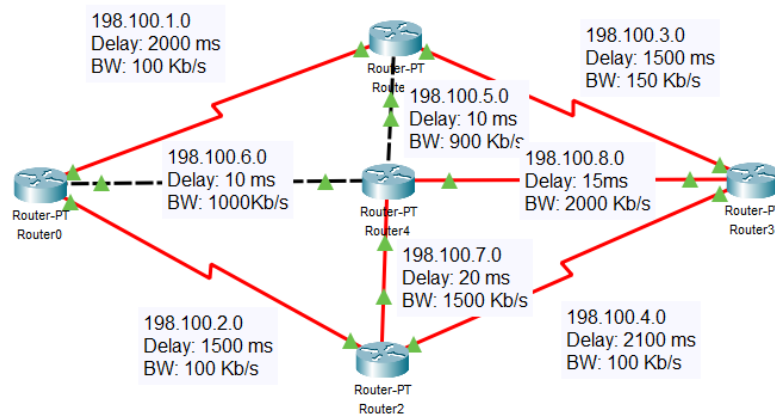 198.100.1.0
Delay: 2000 ms
BW: 100 Kb/s
Router-PT
Route
198.100.3.0
Delay: 1500 ms
BW: 150 Kb/s
198.100.5.0
Delay: 10 ms
BW: 900 Kb/s
198.100.6.0
Delay: 10 ms
BW: 1000Kb/s
Router-PT
Router0
Router-PT
Router4
198.100.8.0
Delay: 15ms
BW: 2000 Kb/s
Router-PT
Router3
198.100.7.0
Delay: 20 ms
BW: 1500 Kb/s
198.100.2.0
Delay: 1500 ms
BW: 100 Kb/s
Router-PT
Router2
198.100.4.0
Delay: 2100 ms
BW: 100 Kb/s